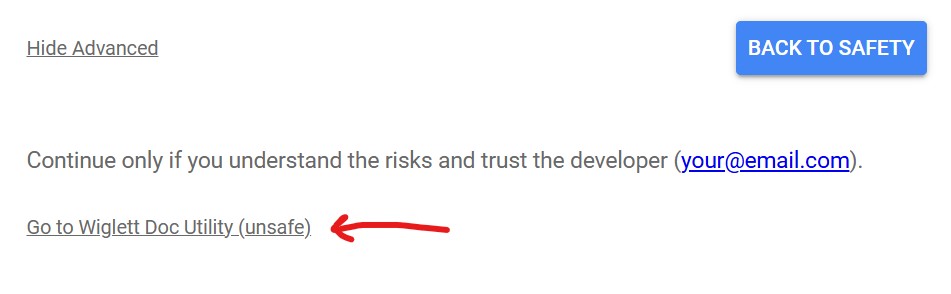 Hide Advanced
BACK TO SAFETY
Continue only if you understand the risks and trust the developer (your@email.com).
Go to Wiglett Doc Utility (unsafe)